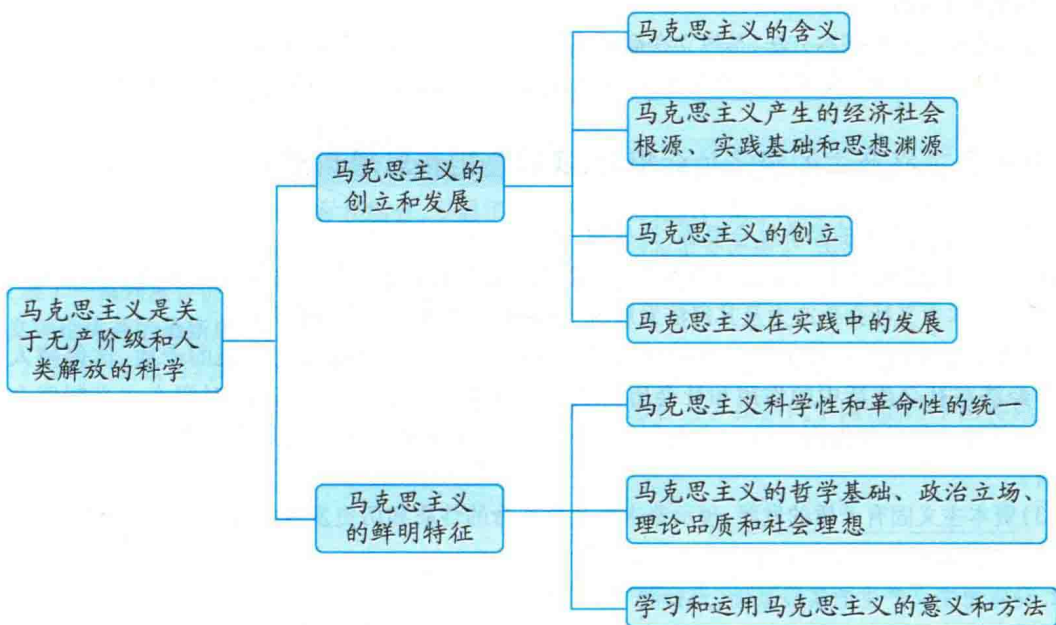 马克思主义是关
于无产阶级和人
类解放的科学
马克思主义的
创立和发展
马克思主义的含义
马克思主义产生的经济社会
根源、实践基础和思想渊源
马克思主义的创立
马克思主义在实践中的发展
马克思主义
的鲜明特征
马克思主义科学性和革命性的统一
马克思主义的哲学基础、政治立场、
理论品质和社会理想
学习和运用马克思主义的意义和方法